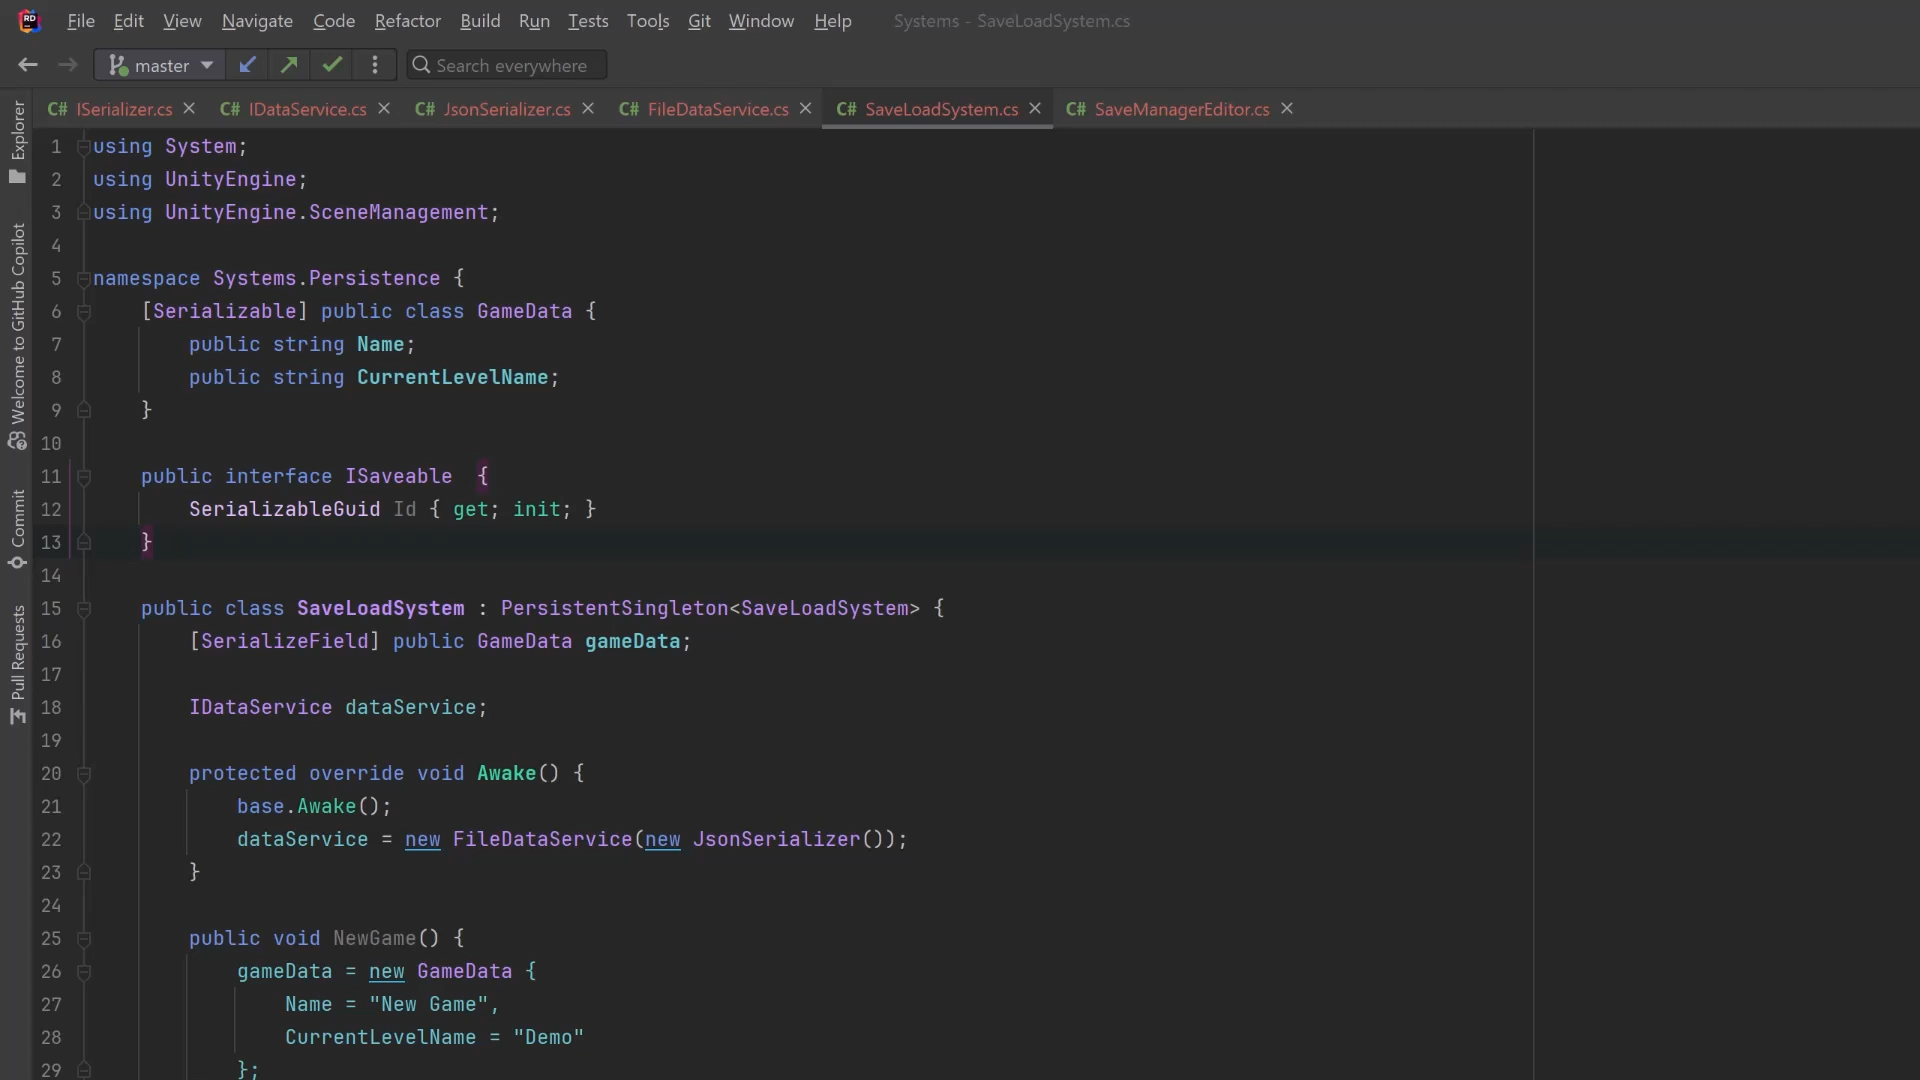 File Edit View Navigate Code Refactor Build Run Tests Tools Git Window Help Systems - SaveLoadSystem.cs
master Search everywhere
C# ISerializer.cs C# IDataService.cs C# JsonSerializer.cs C# FileDataService.cs C# SaveLoadSystem.cs C# SaveManagerEditor.cs
Explorer
Welcome to GitHub Copilot
Commit
Pull Requests
1 using System;
2 using UnityEngine;
3 using UnityEngine.SceneManagement;
4
5 namespace Systems.Persistence {
6 [Serializable] public class GameData {
7 public string Name;
8 public string CurrentLevelName;
9 }
10
11 public interface ISaveable  {
12 SerializableGuid Id { get; init; }
13 }
14
15 public class SaveLoadSystem : PersistentSingleton<SaveLoadSystem> {
16 [SerializeField] public GameData gameData;
17
18 IDataService dataService;
19
20 protected override void Awake() {
21 base.Awake();
22 dataService = new FileDataService(new JsonSerializer());
23 }
24
25 public void NewGame() {
26 gameData = new GameData {
27 Name = "New Game",
28 CurrentLevelName = "Demo"
29 };